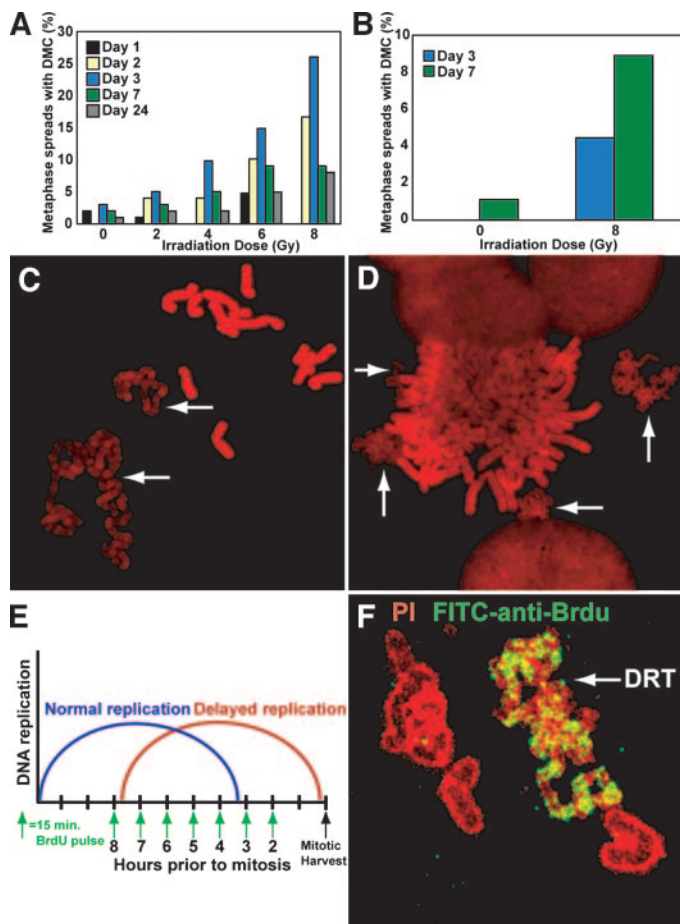 A
Metaphase spreads with DMC (%)
30
25
20
15
10
5
0
Day 1
Day 2
Day 3
Day 7
Day 24
0 2 4 6 8
Irradiation Dose (Gy)
B
Metaphase spreads with DMC (%)
10
8
6
4
2
0
Day 3
Day 7
0 8
Irradiation Dose (Gy)
C
D
E
DNA replication
Normal replication
Delayed replication
=15 min.
BrdU pulse
8 7 6 5 4 3 2
Hours prior to mitosis
Mitotic
Harvest
F
PI FITC-anti-Brdu
DRT